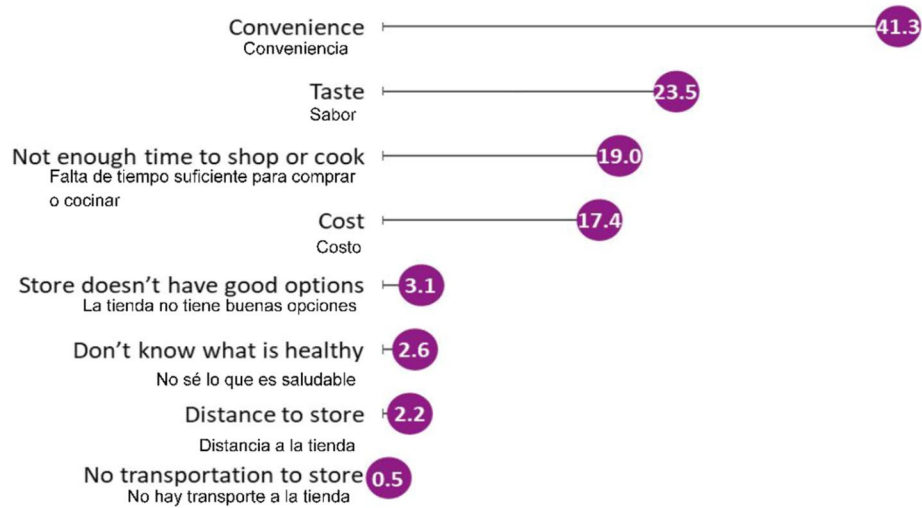 Convenience 41.3
Conveniencia
Taste 23.5
Sabor
Not enough time to shop or cook 19.0
Falta de tiempo suficiente para comprar
o cocinar
Cost 17.4
Costo
Store doesn’t have good options 3.1
La tienda no tiene buenas opciones
Don’t know what is healthy 2.6
No sé lo que es saludable
Distance to store 2.2
Distancia a la tienda
No transportation to store 0.5
No hay transporte a la tienda